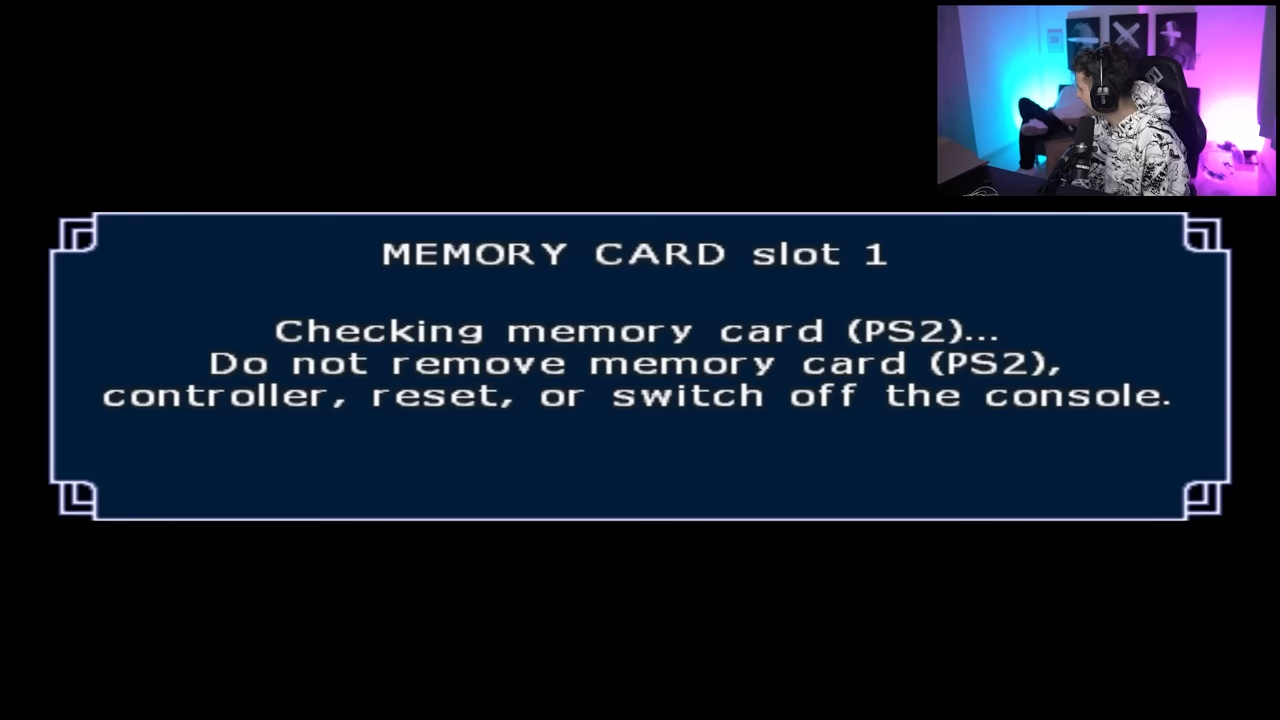 MEMORY CARD slot 1
Checking memory card (PS2)...
Do not remove memory card (PS2),
controller, reset, or switch off the console.